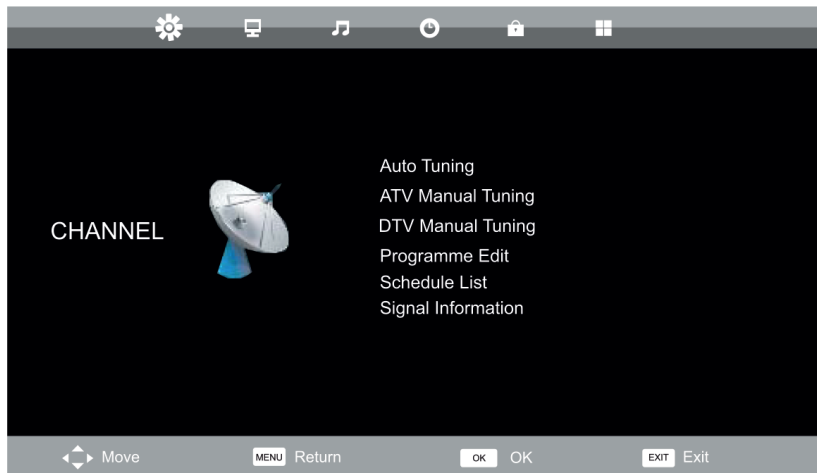 CHANNEL
Auto Tuning
ATV Manual Tuning
DTV Manual Tuning
Programme Edit
Schedule List
Signal Information
Move MENU Return OK OK EXIT Exit